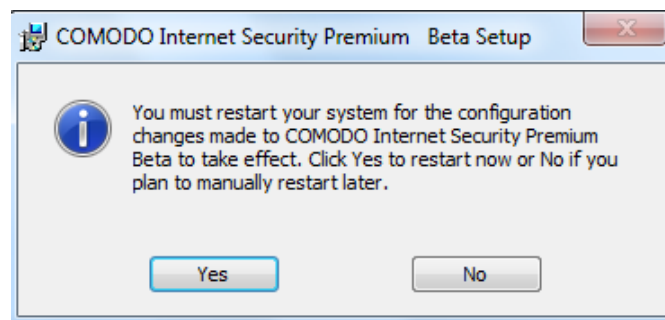 COMODO Internet Security Premium Beta Setup
You must restart your system for the configuration
changes made to COMODO Internet Security Premium
Beta to take effect. Click Yes to restart now or No if you
plan to manually restart later.
Yes
No